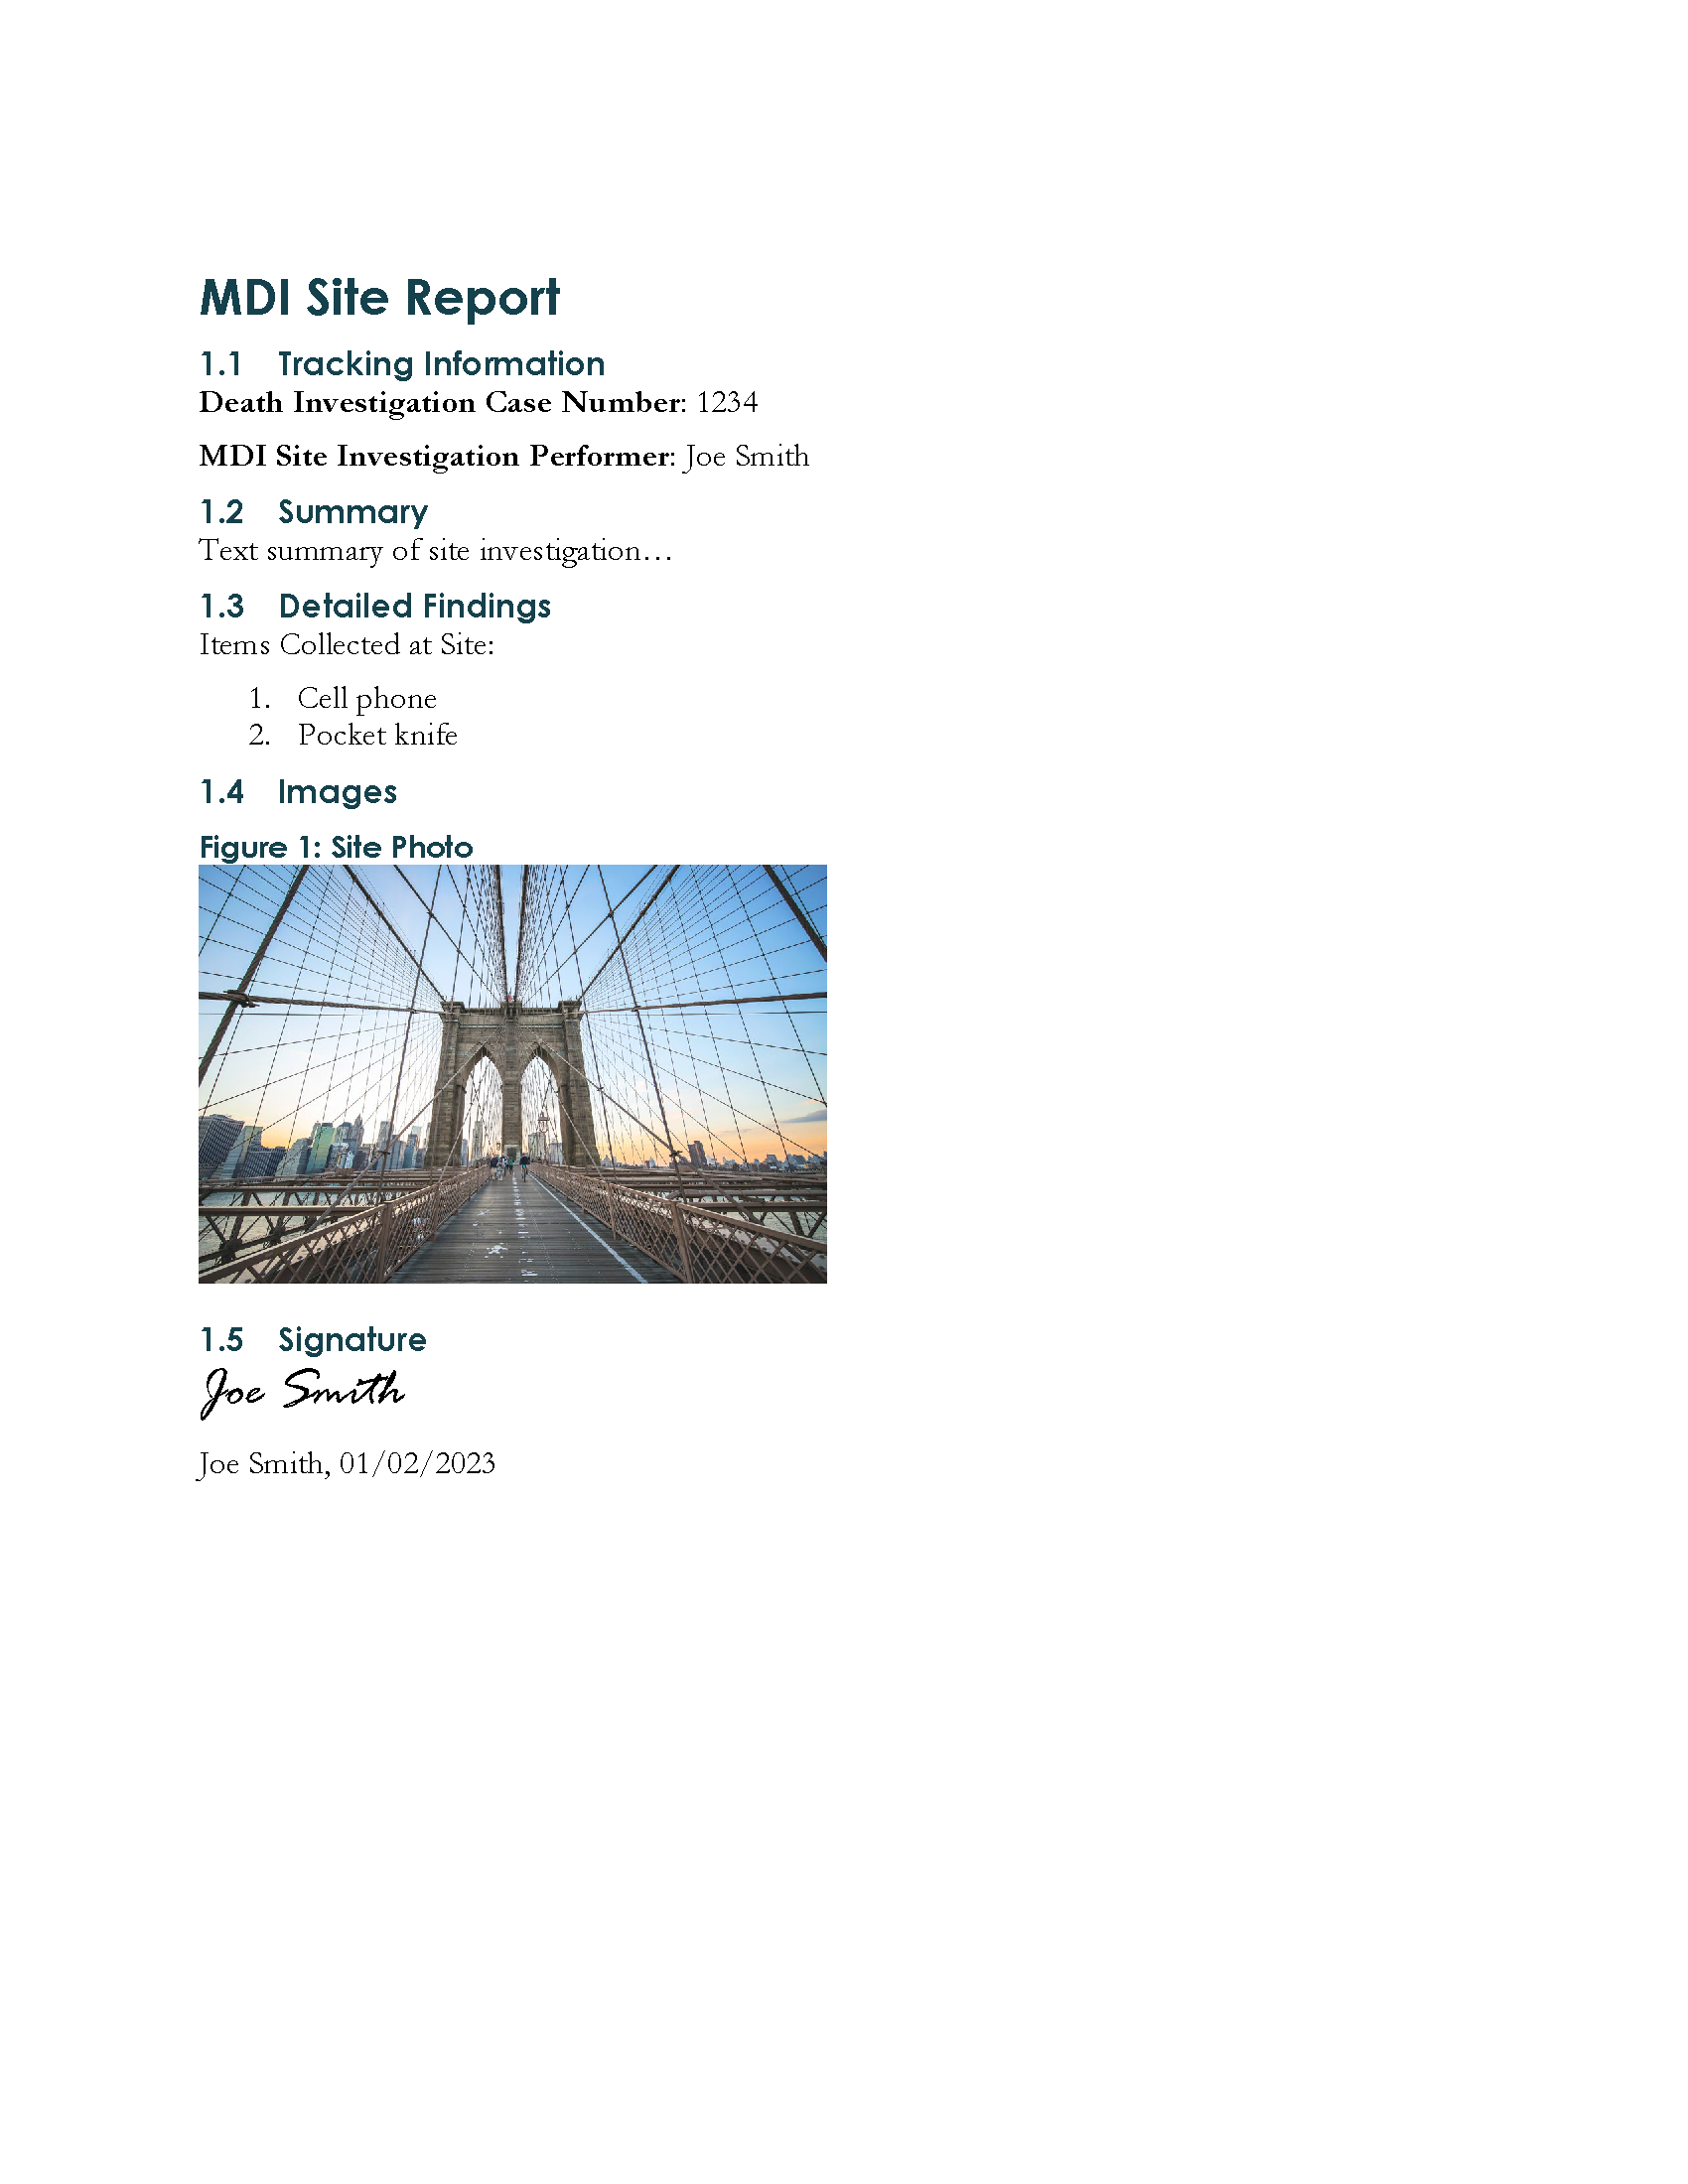 MDI Site Report
1.1 Tracking Information
Death Investigation Case Number: 1234
MDI Site Investigation Performer: Joe Smith
1.2 Summary
Text summary of site investigation…
1.3 Detailed Findings
Items Collected at Site:
1. Cell phone
2. Pocket knife
1.4 Images
Figure 1: Site Photo
1.5 Signature
Joe Smith
Joe Smith, 01/02/2023